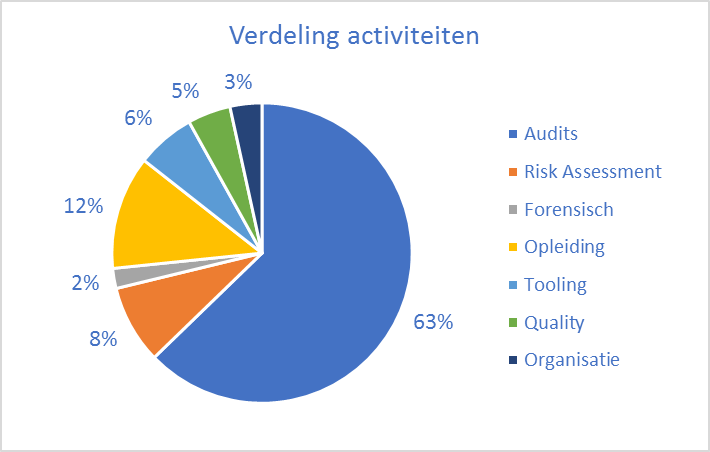 Verdeling activiteiten
63%
8%
2%
12%
6%
5%
3%
Audits
Risk Assessment
Forensisch
Opleiding
Tooling
Quality
Organisatie